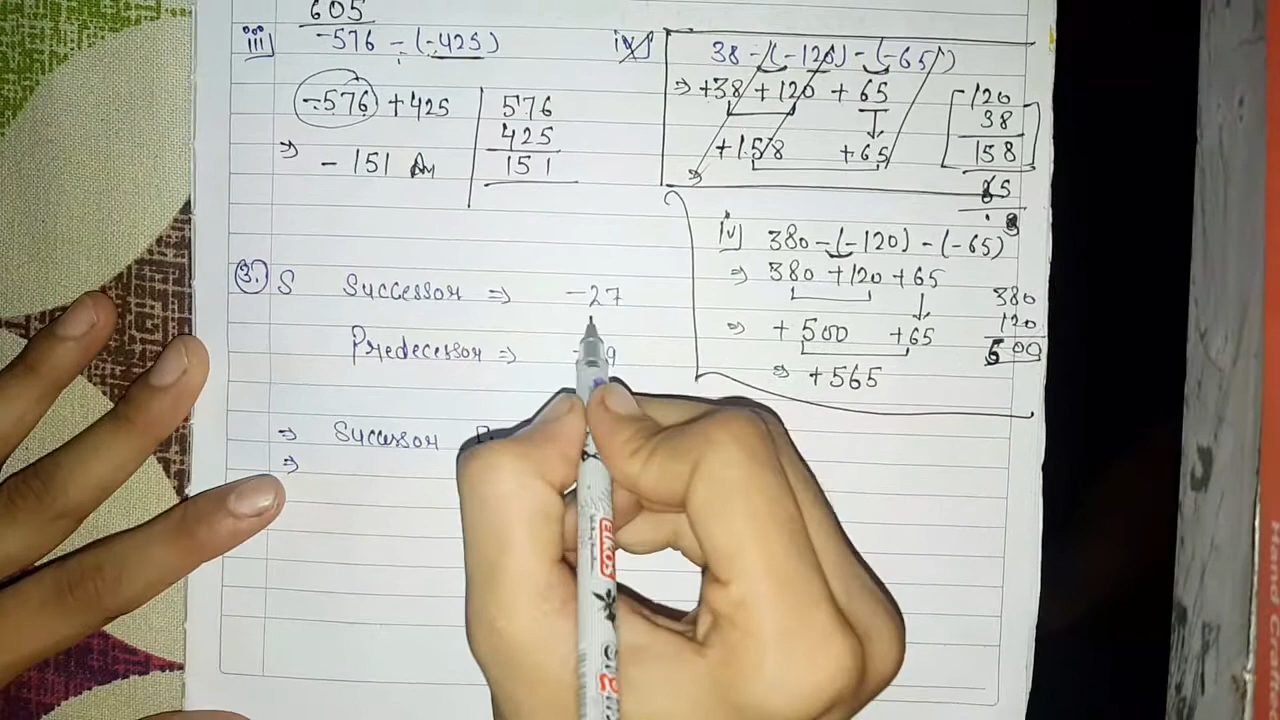 605
iii] -576 - (-425)
-576 + 425
⇒ - 151 Ans
576
425
151
iv] 38 - (-120) - (-65)
⇒ +38 + 120 + 65
+158 +65
⇒
120
38
158
iv] 380 - (-120) - (-65)
⇒ 380 + 120 + 65
⇒ + 500 +65
⇒ +565
380
120
500
3. S Successor ⇒ -27
Predecessor ⇒
⇒ Successor
⇒